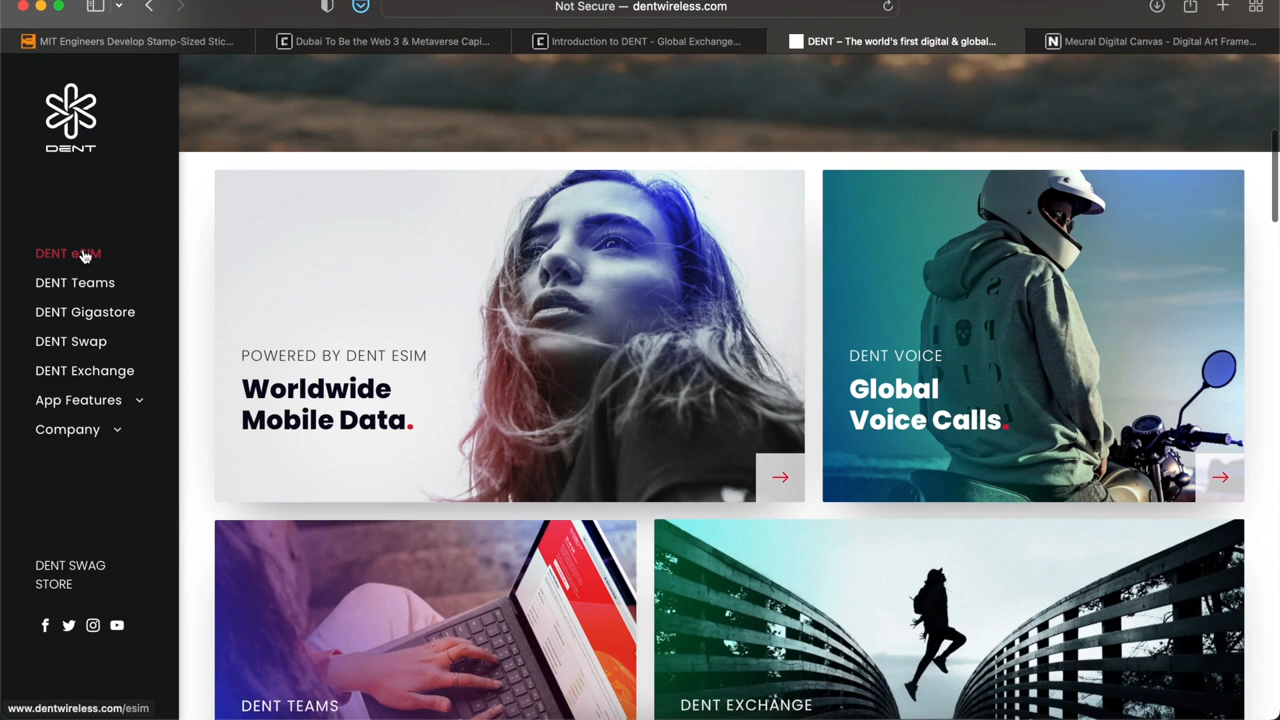 Not Secure — dentwireless.com
MIT Engineers Develop Stamp-Sized Stic...
Dubai To Be the Web 3 & Metaverse Capi...
Introduction to DENT - Global Exchange...
DENT – The world's first digital & global...
N
Meural Digital Canvas - Digital Art Frame...
DENT
DENT eSIM
DENT Teams
DENT Gigastore
DENT Swap
DENT Exchange
App Features
Company
DENT SWAG
STORE
www.dentwireless.com/esim
POWERED BY DENT ESIM
Worldwide
Mobile Data.
DENT VOICE
Global
Voice Calls.
DENT TEAMS
DENT EXCHANGE